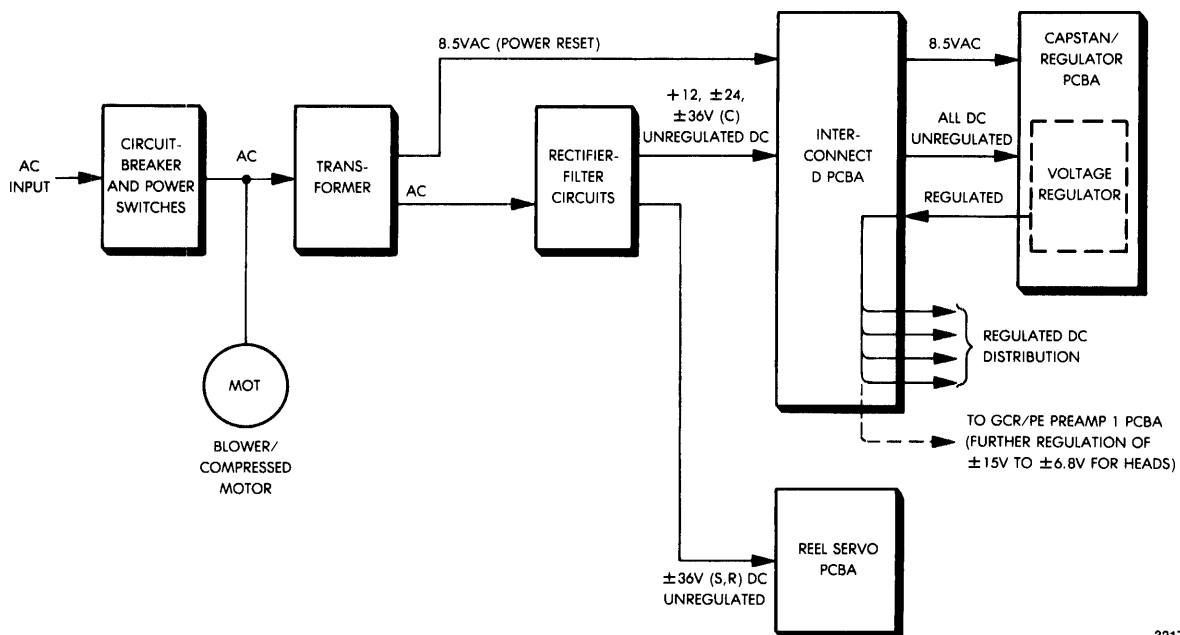 8.5VAC (POWER RESET)
8.5VAC
CAPSTAN/
REGULATOR
PCBA
+12, ±24,
±36V (C)
UNREGULATED DC
ALL DC
UNREGULATED
AC
INPUT
CIRCUIT-
BREAKER
AND POWER
SWITCHES
AC
TRANS-
FORMER
AC
RECTIFIER-
FILTER
CIRCUITS
INTER-
CONNECT
D PCBA
REGULATED
VOLTAGE
REGULATOR
REGULATED DC
DISTRIBUTION
MOT
BLOWER/
COMPRESSED
MOTOR
TO GCR/PE PREAMP 1 PCBA
(FURTHER REGULATION OF
±15V TO ±6.8V FOR HEADS)
REEL SERVO
PCBA
±36V (S,R) DC
UNREGULATED